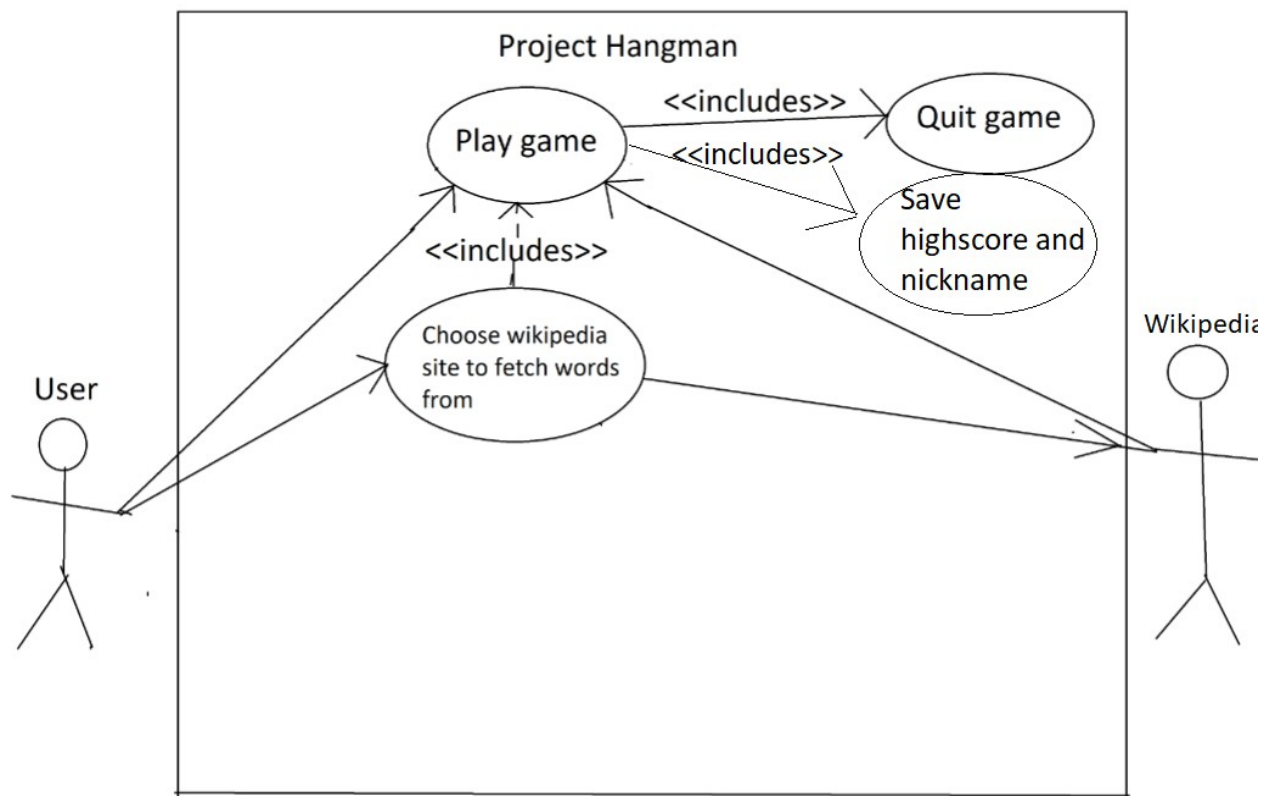 Project Hangman
<<includes>>
Play game
Quit game
<<includes>>
Save
highscore and
nickname
<<includes>>
Choose wikipedia
site to fetch words
from
Wikipedia
User